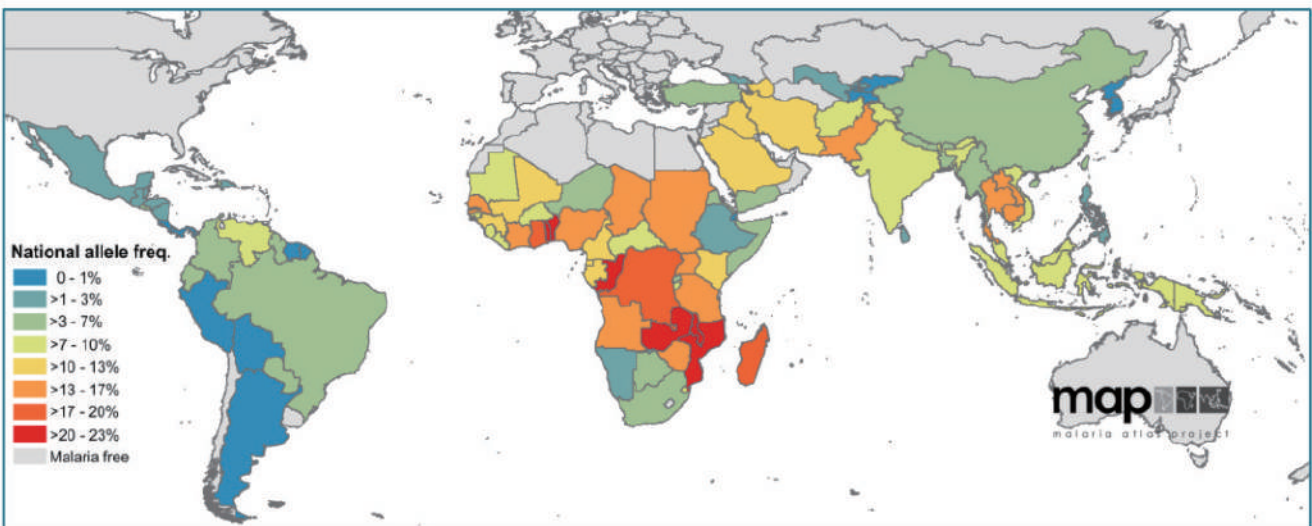 National allele freq.
0 - 1%
>1 - 3%
>3 - 7%
>7 - 10%
>10 - 13%
>13 - 17%
>17 - 20%
>20 - 23%
Malaria free
map
malaria atlas project